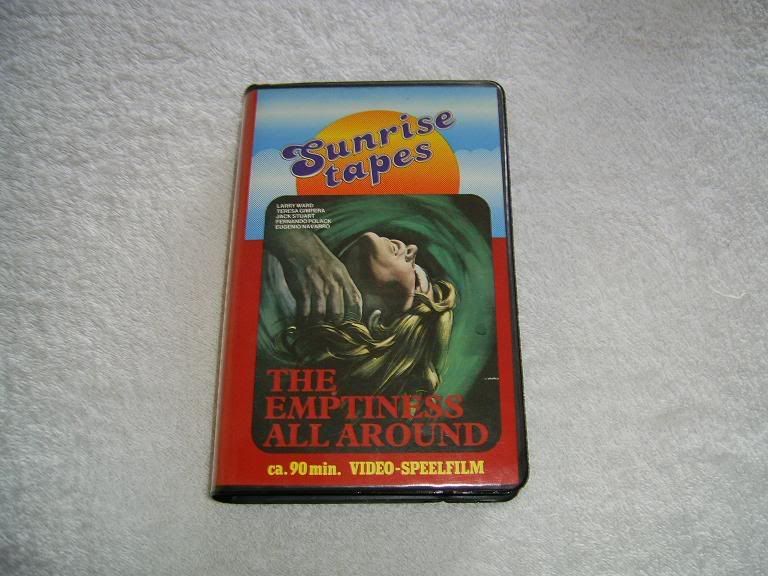 Sunrise
tapes
LARRY WARD
TERESA GIMPERA
JACK STUART
FERNANDO POLACK
EUGENIO NAVARRO
THE
EMPTINESS
ALL AROUND
ca. 90 min. VIDEO-SPEELFILM